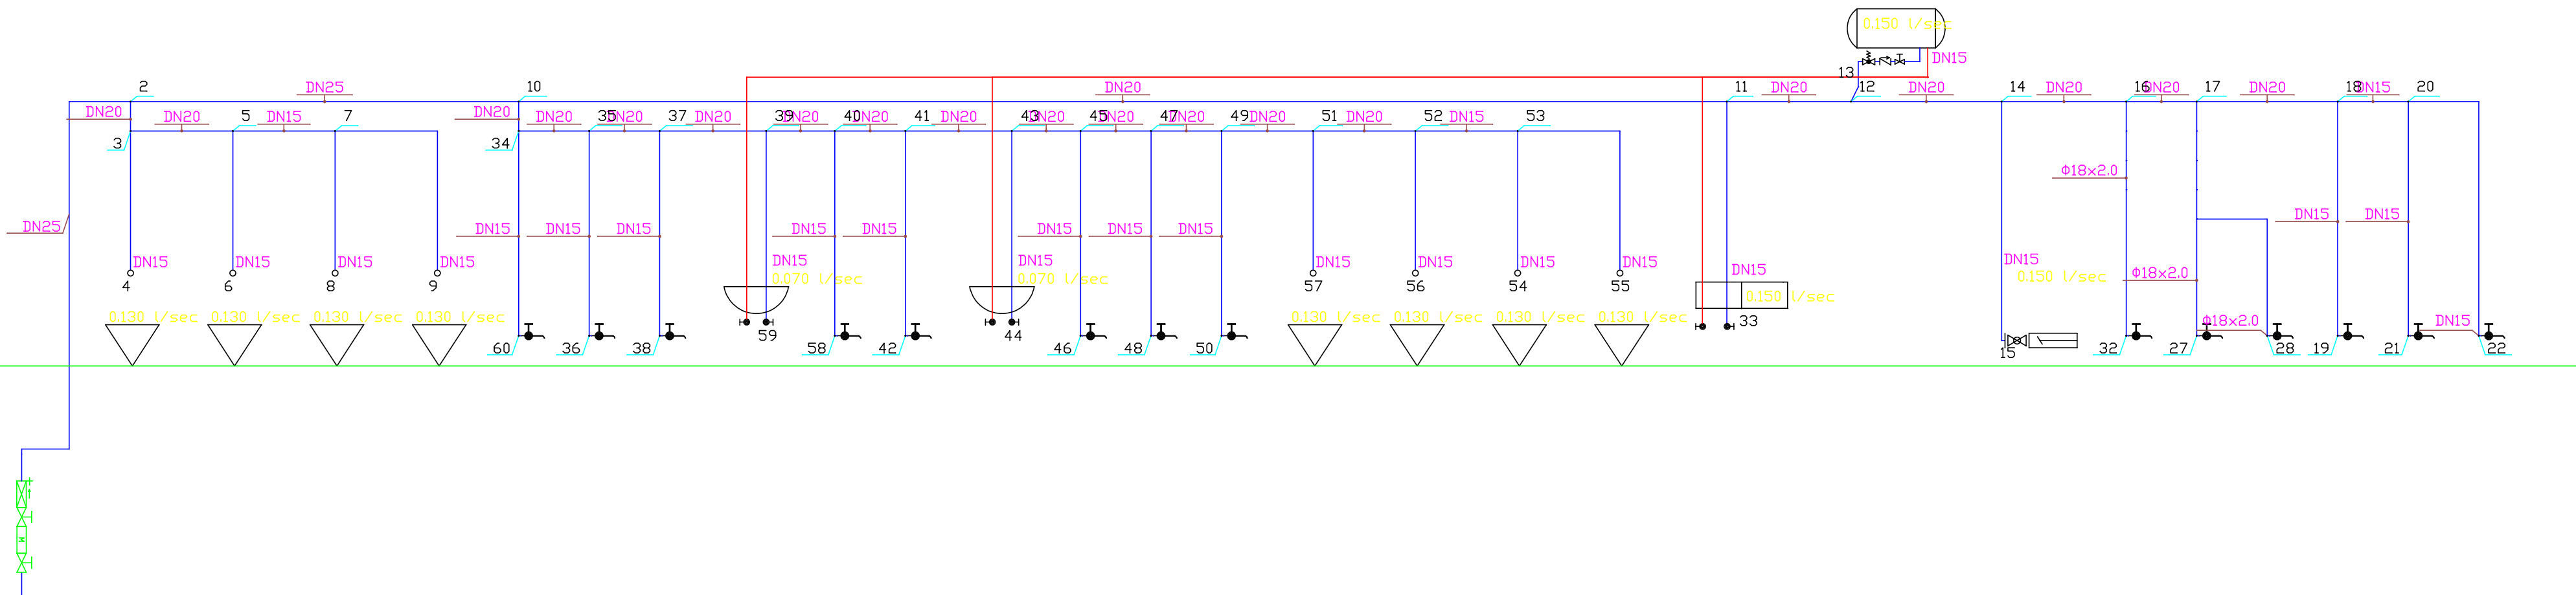 0.150 l/sec
DN15
13
2 DN25 10 DN20 11 DN20 12 DN20 14 DN20 16 DN20 17 DN20 18 DN15 20
DN20 DN20 5 DN15 7 DN20 DN20 35 DN20 37 DN20 39 DN20 40 DN20 41 DN20 43 DN20 45 DN20 47 DN20 49 DN20 51 DN20 52 DN15 53
3 34
Φ18x2.0
DN25 DN15 DN15 DN15 DN15 DN15 DN15 DN15 DN15 DN15 DN15
DN15 DN15 DN15 DN15 DN15 DN15 DN15 DN15 DN15 DN15 DN15 DN15
0.070 l/sec 0.070 l/sec 0.150 l/sec Φ18x2.0
4 6 8 9 57 56 54 55
0.150 l/sec
0.130 l/sec 0.130 l/sec 0.130 l/sec 0.130 l/sec 0.130 l/sec 0.130 l/sec 0.130 l/sec 0.130 l/sec
33 Φ18x2.0 DN15
59 44
60 36 38 58 42 46 48 50 15 32 27 28 19 21 22
M